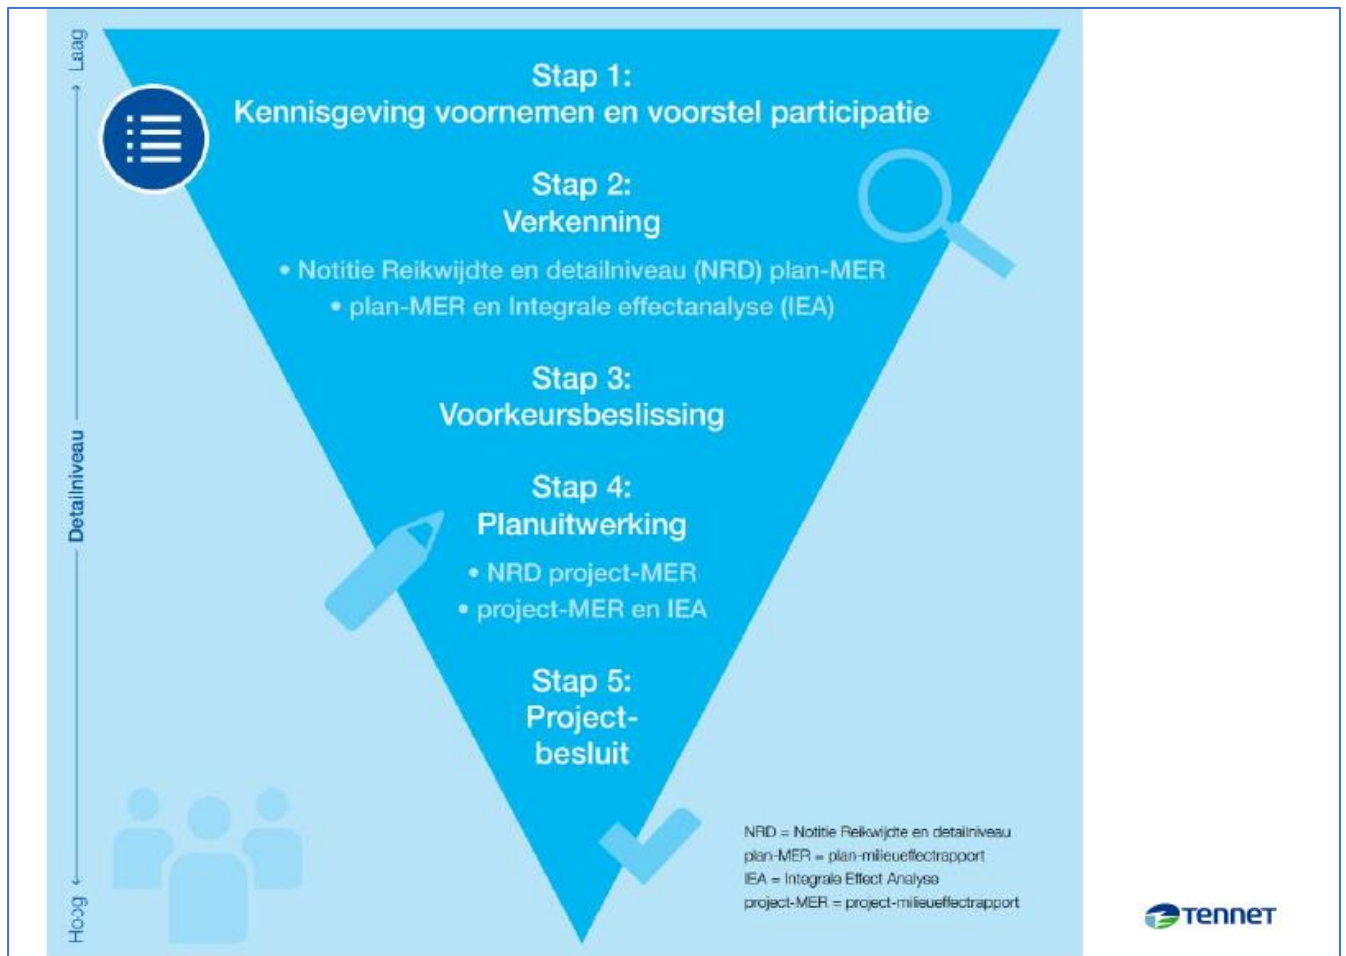 Laag
Detailniveau
Hoog
Stap 1:
Kennisgeving voornemen en voorstel participatie
Stap 2:
Verkenning
• Notitie Reikwijdte en detailniveau (NRD) plan-MER
• plan-MER en Integrale effectanalyse (IEA)
Stap 3:
Voorkeursbeslissing
Stap 4:
Planuitwerking
• NRD project-MER
• project-MER en IEA
Stap 5:
Project-
besluit
NRD = Notitie Reikwijdte en detailniveau
plan-MER = plan-milieueffectrapport
IEA = Integrale Effect Analyse
project-MER = project-milieueffectrapport
TenneT